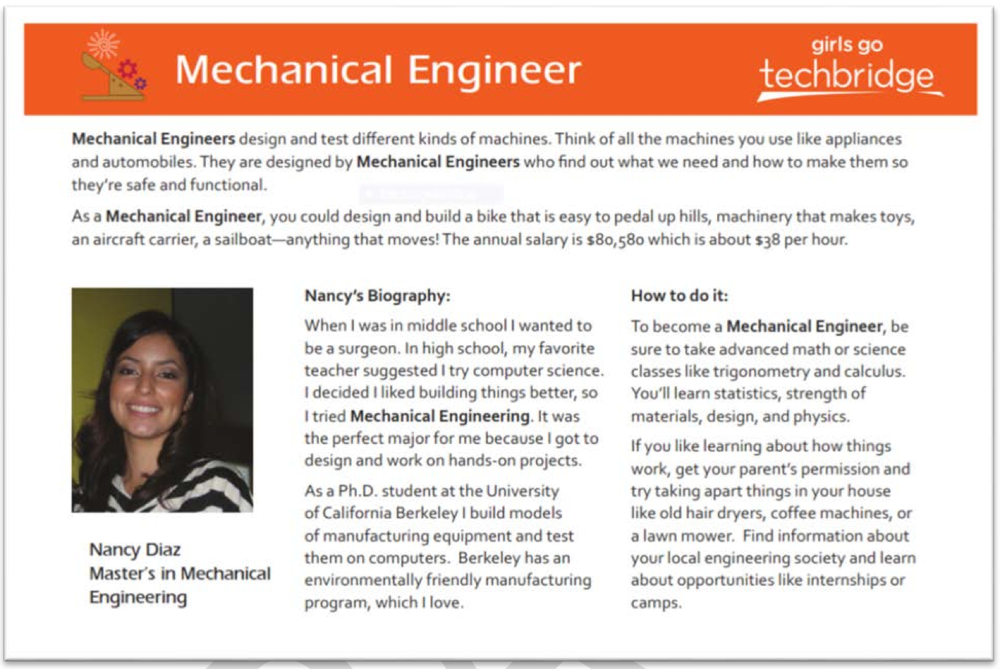 Mechanical Engineer
girls go
techbridge
Mechanical Engineers design and test different kinds of machines. Think of all the machines you use like appliances
and automobiles. They are designed by Mechanical Engineers who find out what we need and how to make them so
they're safe and functional.
As a Mechanical Engineer, you could design and build a bike that is easy to pedal up hills, machinery that makes toys,
an aircraft carrier, a sailboat—anything that moves! The annual salary is $80,580 which is about $38 per hour.
Nancy Diaz
Master's in Mechanical
Engineering
Nancy's Biography:
When I was in middle school I wanted to
be a surgeon. In high school, my favorite
teacher suggested I try computer science.
I decided I liked building things better, so
I tried Mechanical Engineering. It was
the perfect major for me because I got to
design and work on hands-on projects.
As a Ph.D. student at the University
of California Berkeley I build models
of manufacturing equipment and test
them on computers.  Berkeley has an
environmentally friendly manufacturing
program, which I love.
How to do it:
To become a Mechanical Engineer, be
sure to take advanced math or science
classes like trigonometry and calculus.
You'll learn statistics, strength of
materials, design, and physics.
If you like learning about how things
work, get your parent's permission and
try taking apart things in your house
like old hair dryers, coffee machines, or
a lawn mower.  Find information about
your local engineering society and learn
about opportunities like internships or
camps.